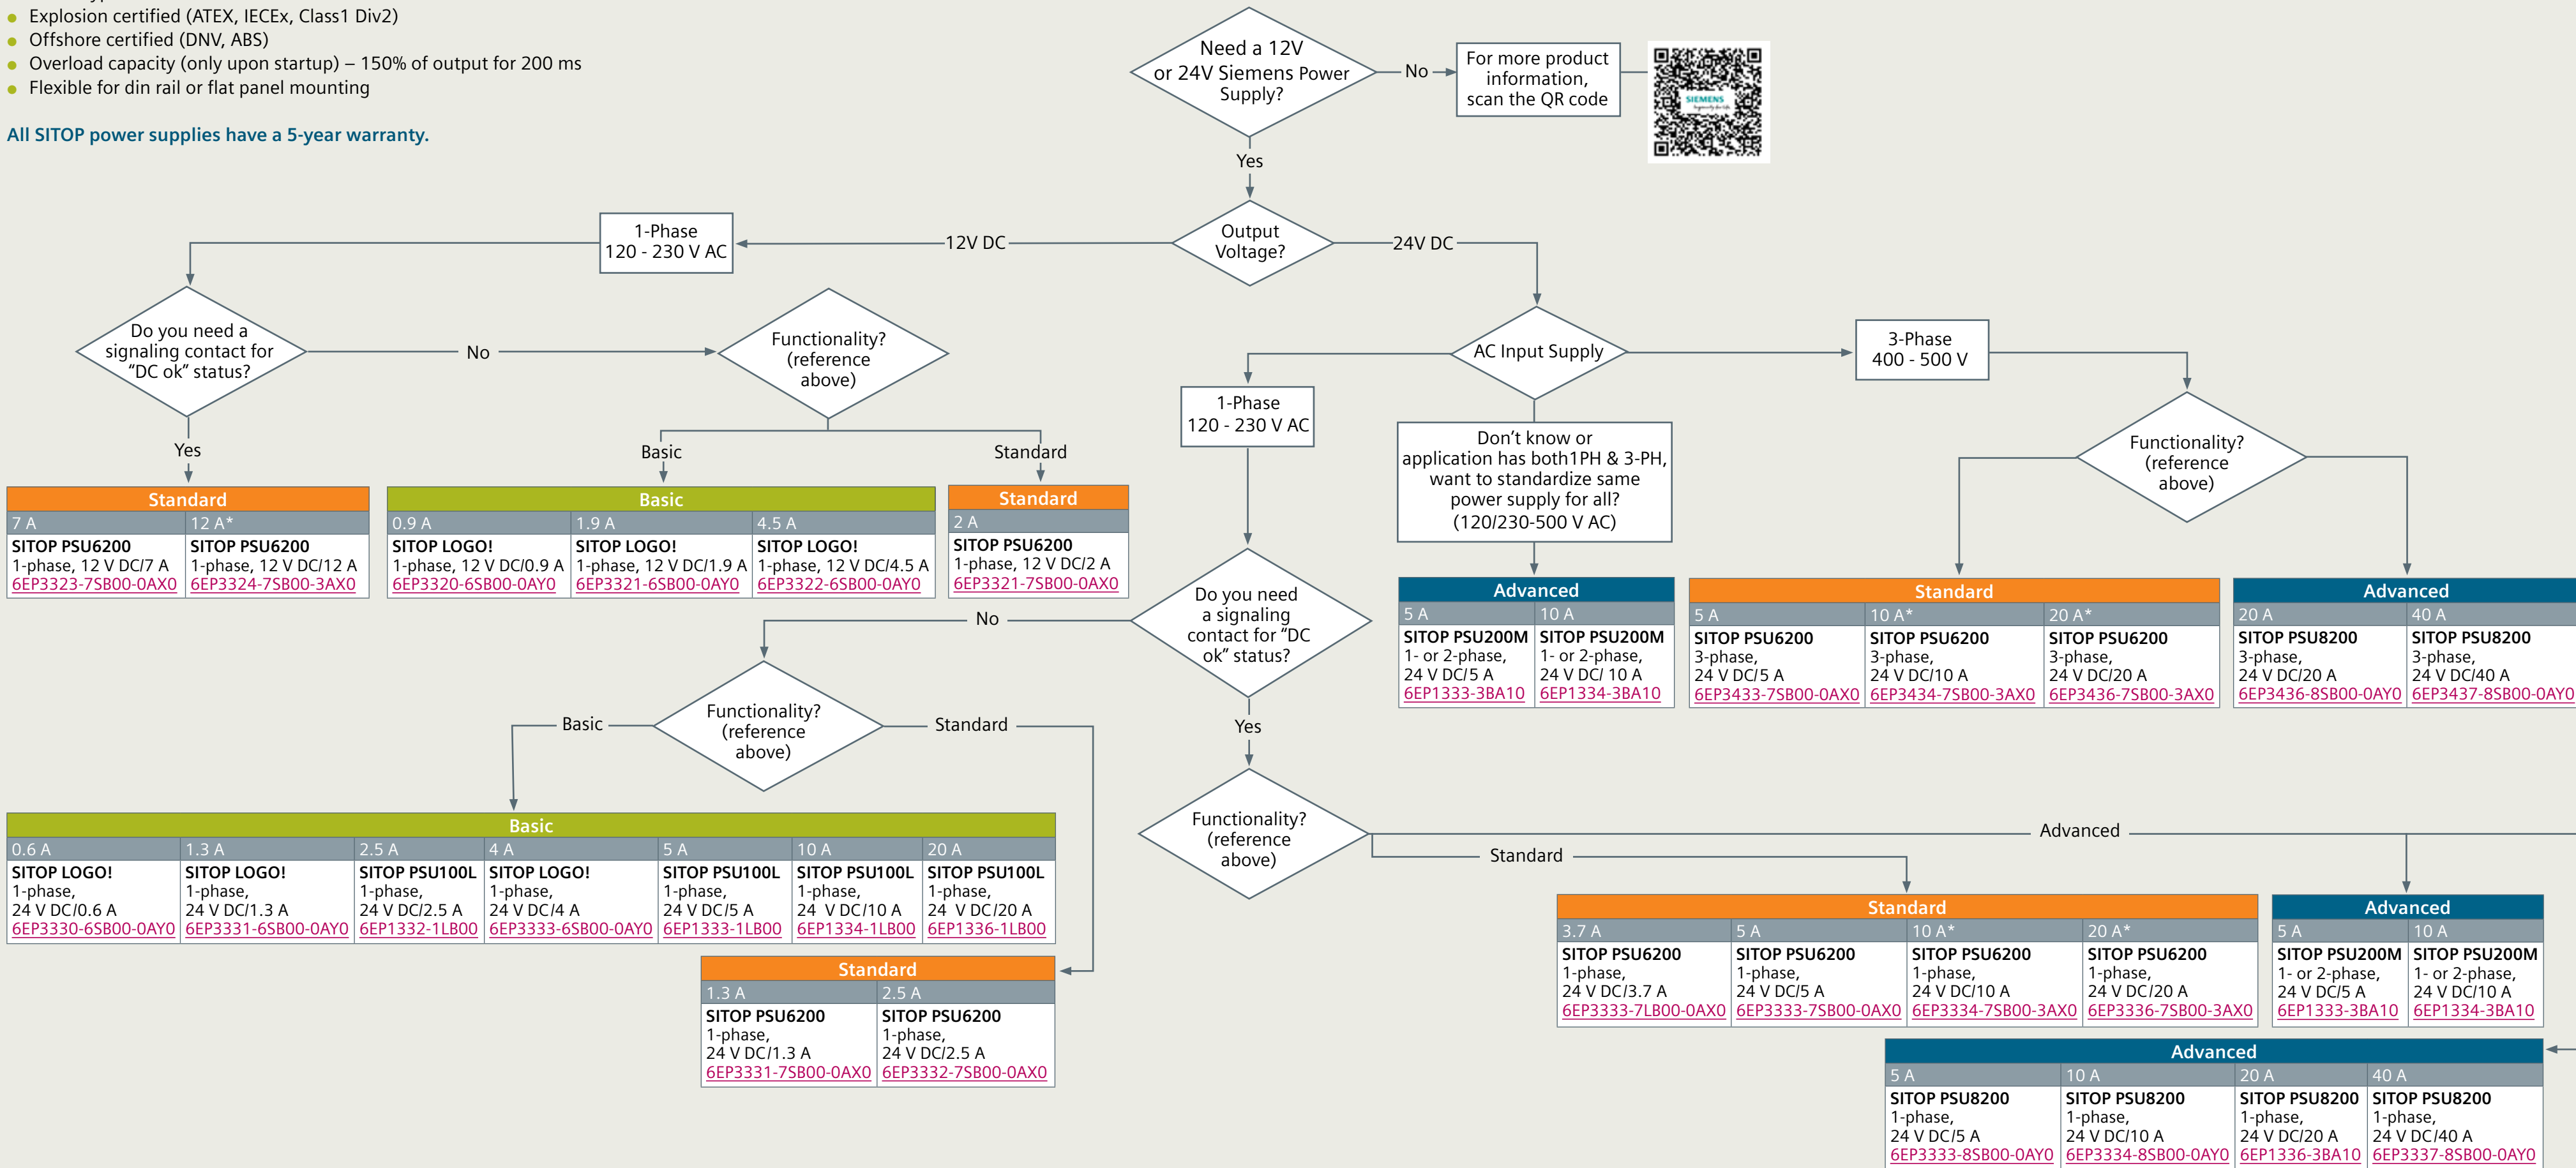 Explosion certified (ATEX, IECEx, Class1 Div2)
Offshore certified (DNV, ABS)
Overload capacity (only upon startup) – 150% of output for 200 ms
Flexible for din rail or flat panel mounting
All SITOP power supplies have a 5-year warranty.
Need a 12V
or 24V Siemens Power
Supply?
No
For more product
information,
scan the QR code
SIEMENS
Yes
Output
Voltage?
12V DC
24V DC
1-Phase
120 - 230 V AC
Do you need a
signaling contact for
“DC ok” status?
No
Functionality?
(reference
above)
Yes
Basic
Standard
Standard
7 A
12 A*
SITOP PSU6200
1-phase, 12 V DC/7 A
6EP3323-7SB00-0AX0
SITOP PSU6200
1-phase, 12 V DC/12 A
6EP3324-7SB00-3AX0
Basic
0.9 A
1.9 A
4.5 A
SITOP LOGO!
1-phase, 12 V DC/0.9 A
6EP3320-6SB00-0AY0
SITOP LOGO!
1-phase, 12 V DC/1.9 A
6EP3321-6SB00-0AY0
SITOP LOGO!
1-phase, 12 V DC/4.5 A
6EP3322-6SB00-0AY0
Standard
2 A
SITOP PSU6200
1-phase, 12 V DC/2 A
6EP3321-7SB00-0AX0
AC Input Supply
1-Phase
120 - 230 V AC
Don’t know or
application has both1PH & 3-PH,
want to standardize same
power supply for all?
(120/230-500 V AC)
3-Phase
400 - 500 V
Functionality?
(reference
above)
Advanced
5 A
10 A
SITOP PSU200M
1- or 2-phase,
24 V DC/5 A
6EP1333-3BA10
SITOP PSU200M
1- or 2-phase,
24 V DC/ 10 A
6EP1334-3BA10
Standard
5 A
10 A*
20 A*
SITOP PSU6200
3-phase,
24 V DC/5 A
6EP3433-7SB00-0AX0
SITOP PSU6200
3-phase,
24 V DC/10 A
6EP3434-7SB00-3AX0
SITOP PSU6200
3-phase,
24 V DC/20 A
6EP3436-7SB00-3AX0
Advanced
20 A
40 A
SITOP PSU8200
3-phase,
24 V DC/20 A
6EP3436-8SB00-0AY0
SITOP PSU8200
3-phase,
24 V DC/40 A
6EP3437-8SB00-0AY0
Do you need
a signaling
contact for “DC
ok” status?
No
Yes
Functionality?
(reference
above)
Basic
Standard
Basic
0.6 A
1.3 A
2.5 A
4 A
5 A
10 A
20 A
SITOP LOGO!
1-phase,
24 V DC/0.6 A
6EP3330-6SB00-0AY0
SITOP LOGO!
1-phase,
24 V DC/1.3 A
6EP3331-6SB00-0AY0
SITOP PSU100L
1-phase,
24 V DC/2.5 A
6EP1332-1LB00
SITOP LOGO!
1-phase,
24 V DC/4 A
6EP3333-6SB00-0AY0
SITOP PSU100L
1-phase,
24 V DC/5 A
6EP1333-1LB00
SITOP PSU100L
1-phase,
24 V DC/10 A
6EP1334-1LB00
SITOP PSU100L
1-phase,
24 V DC/20 A
6EP1336-1LB00
Standard
1.3 A
2.5 A
SITOP PSU6200
1-phase,
24 V DC/1.3 A
6EP3331-7SB00-0AX0
SITOP PSU6200
1-phase,
24 V DC/2.5 A
6EP3332-7SB00-0AX0
Functionality?
(reference
above)
Advanced
Standard
Standard
3.7 A
5 A
10 A*
20 A*
SITOP PSU6200
1-phase,
24 V DC/3.7 A
6EP3333-7LB00-0AX0
SITOP PSU6200
1-phase,
24 V DC/5 A
6EP3333-7SB00-0AX0
SITOP PSU6200
1-phase,
24 V DC/10 A
6EP3334-7SB00-3AX0
SITOP PSU6200
1-phase,
24 V DC/20 A
6EP3336-7SB00-3AX0
Advanced
5 A
10 A
SITOP PSU200M
1- or 2-phase,
24 V DC/5 A
6EP1333-3BA10
SITOP PSU200M
1- or 2-phase,
24 V DC/10 A
6EP1334-3BA10
Advanced
5 A
10 A
20 A
40 A
SITOP PSU8200
1-phase,
24 V DC/5 A
6EP3333-8SB00-0AY0
SITOP PSU8200
1-phase,
24 V DC/10 A
6EP3334-8SB00-0AY0
SITOP PSU8200
1-phase,
24 V DC/20 A
6EP1336-3BA10
SITOP PSU8200
1-phase,
24 V DC/40 A
6EP3337-8SB00-0AY0